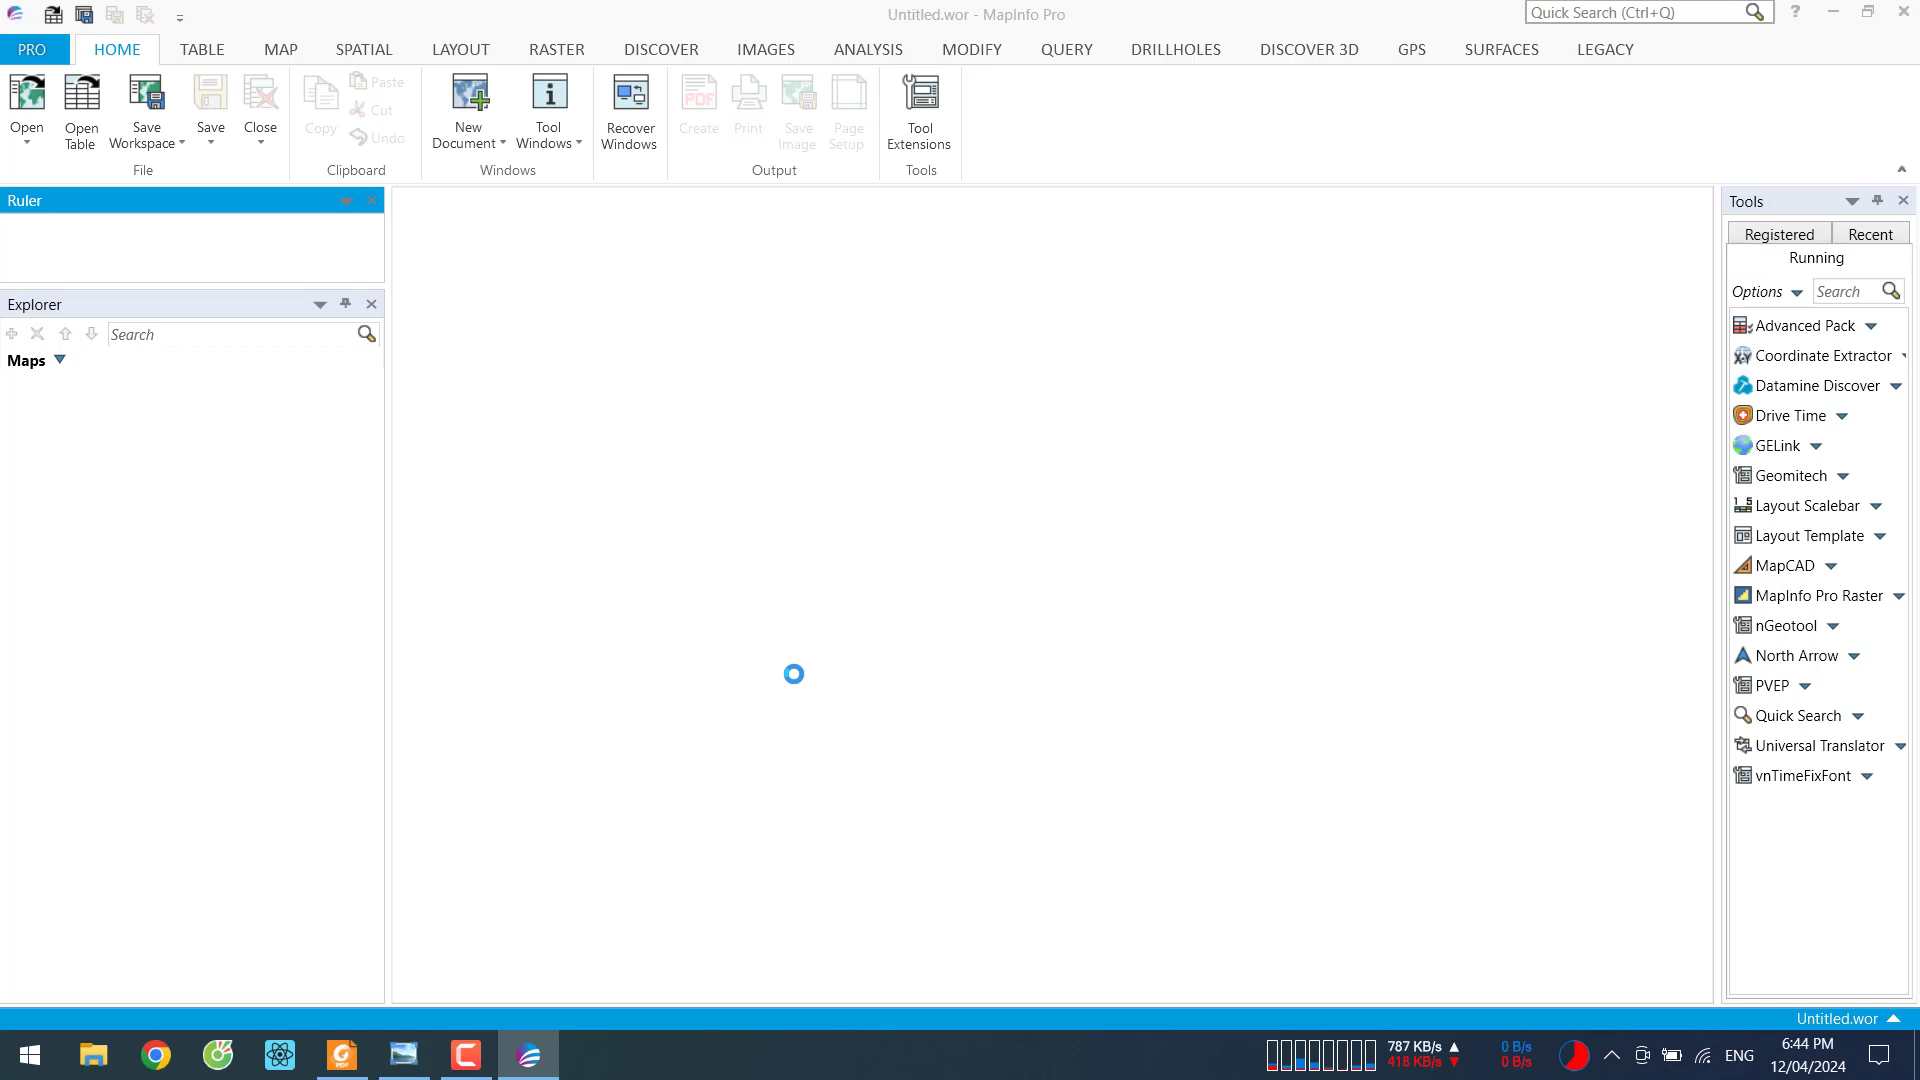 Untitled.wor - MapInfo Pro
Quick Search (Ctrl+Q)
PRO HOME TABLE MAP SPATIAL LAYOUT RASTER DISCOVER IMAGES ANALYSIS MODIFY QUERY DRILLHOLES DISCOVER 3D GPS SURFACES LEGACY
Open
Open Table
Save Workspace
Save
Close
File
Copy
Paste
Cut
Undo
Clipboard
New Document
Tool Windows
Windows
Recover Windows
PDF
Create
Print
Save Image
Page Setup
Output
Tool Extensions
Tools
Ruler
Explorer
Search
Maps
Tools
Registered Recent
Running
Options Search
Advanced Pack
Coordinate Extractor
Datamine Discover
Drive Time
GELink
Geomitech
Layout Scalebar
Layout Template
MapCAD
MapInfo Pro Raster
nGeotool
North Arrow
PVEP
Quick Search
Universal Translator
vnTimeFixFont
Untitled.wor
787 KB/s 0 B/s
418 KB/s 0 B/s
ENG
6:44 PM
12/04/2024